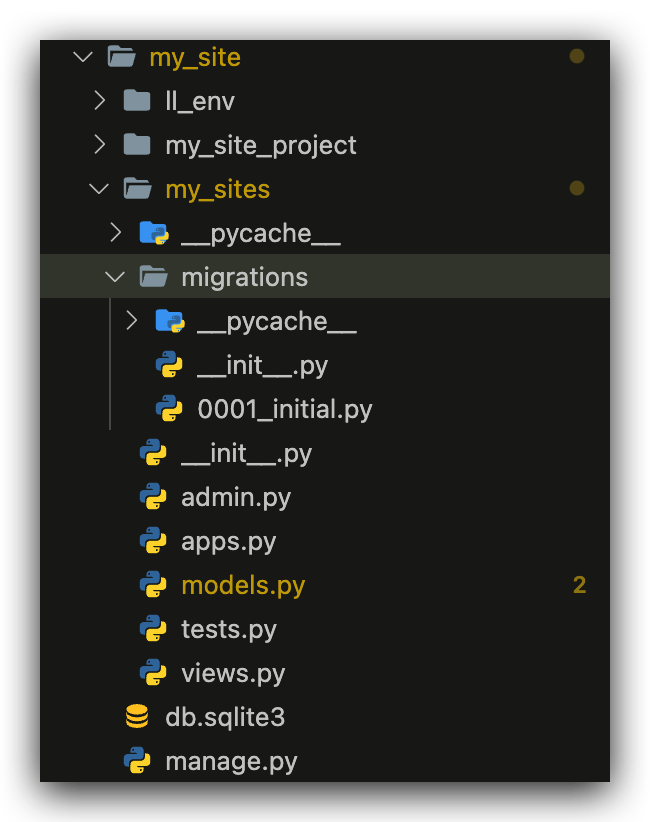 my_site
ll_env
my_site_project
my_sites
__pycache__
migrations
__pycache__
__init__.py
0001_initial.py
__init__.py
admin.py
apps.py
models.py 2
tests.py
views.py
db.sqlite3
manage.py